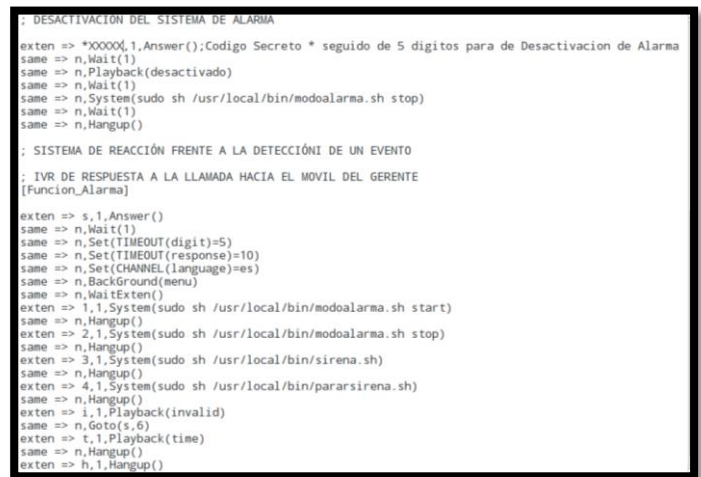 ; DESACTIVACION DEL SISTEMA DE ALARMA
exten => *XXXXX,1,Answer();Codigo Secreto * seguido de 5 digitos para de Desactivacion de Alarma
same => n,Wait(1)
same => n,Playback(desactivado)
same => n,Wait(1)
same => n,System(sudo sh /usr/local/bin/modoalarma.sh stop)
same => n,Wait(1)
same => n,Hangup()
; SISTEMA DE REACCIÓN FRENTE A LA DETECCIÓNI DE UN EVENTO
; IVR DE RESPUESTA A LA LLAMADA HACIA EL MOVIL DEL GERENTE
[Funcion_Alarma]
exten => s,1,Answer()
same => n,Wait(1)
same => n,Set(TIMEOUT(digit)=5)
same => n,Set(TIMEOUT(response)=10)
same => n,Set(CHANNEL(language)=es)
same => n,BackGround(menu)
same => n,WaitExten()
exten => 1,1,System(sudo sh /usr/local/bin/modoalarma.sh start)
same => n,Hangup()
exten => 2,1,System(sudo sh /usr/local/bin/modoalarma.sh stop)
same => n,Hangup()
exten => 3,1,System(sudo sh /usr/local/bin/sirena.sh)
same => n,Hangup()
exten => 4,1,System(sudo sh /usr/local/bin/pararsirena.sh)
same => n,Hangup()
exten => i,1,Playback(invalid)
same => n,Goto(s,6)
exten => t,1,Playback(time)
same => n,Hangup()
exten => h,1,Hangup()